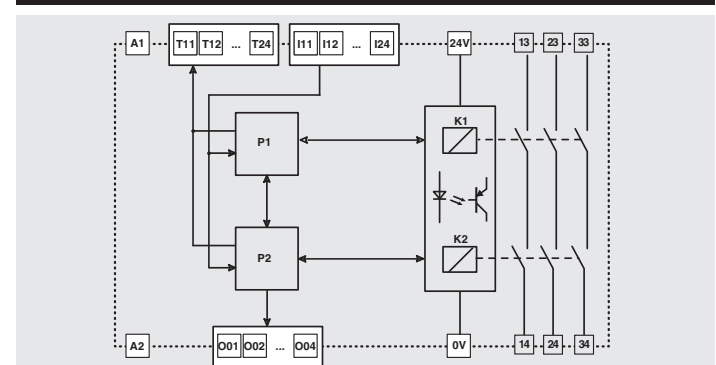 A1 T11 T12 ... T24 I11 I12 ... I24 24V 13 23 33
K1
P1
K2
P2
A2 O01 O02 ... O04 0V 14 24 34